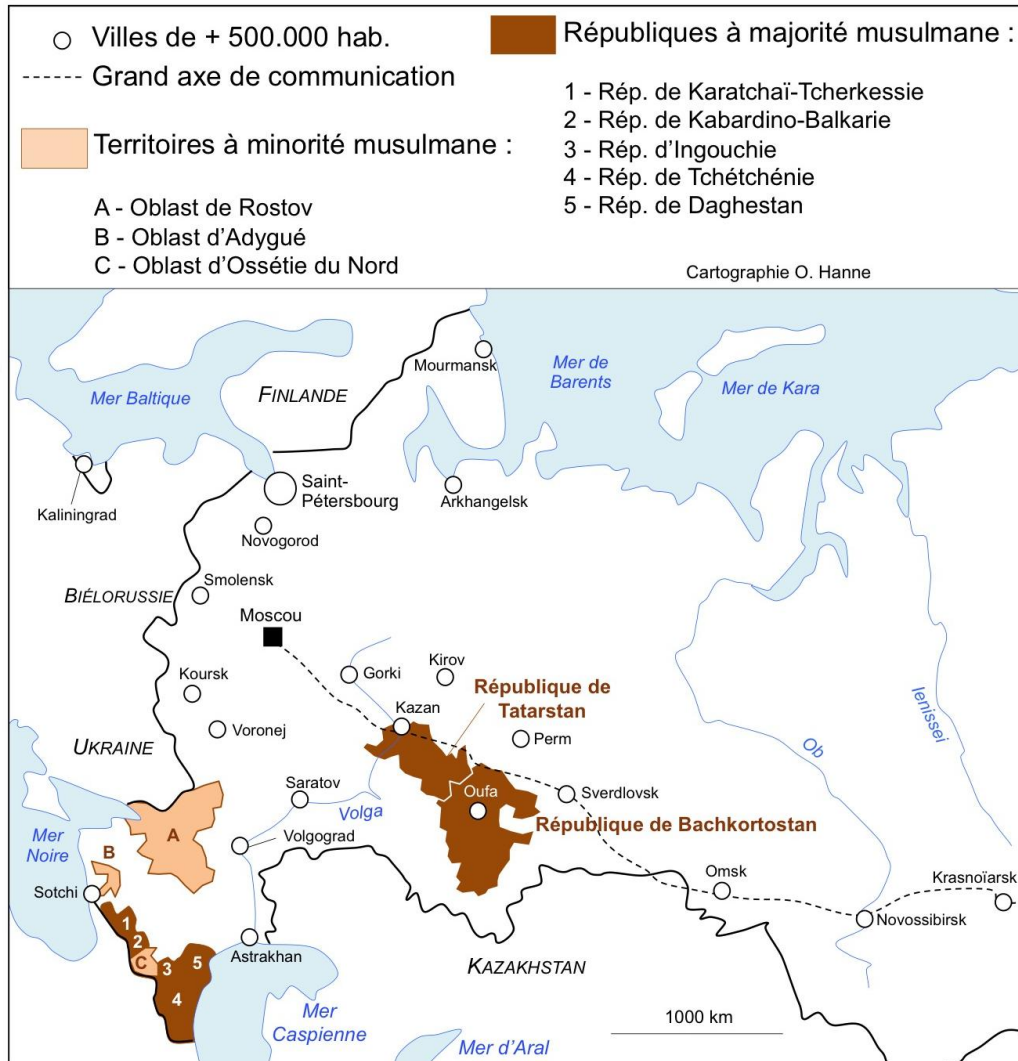 Villes de + 500.000 hab.
Grand axe de communication
Territoires à minorité musulmane :
A - Oblast de Rostov
B - Oblast d'Adygué
C - Oblast d'Ossétie du Nord
Républiques à majorité musulmane :
1 - Rép. de Karatchaï-Tcherkessie
2 - Rép. de Kabardino-Balkarie
3 - Rép. d'Ingouchie
4 - Rép. de Tchétchénie
5 - Rép. de Daghestan
Cartographie O. Hanne
Mourmansk
Mer de
Barents
Mer de Kara
Mer Baltique
FINLANDE
Saint-
Pétersbourg
Arkhangelsk
Kaliningrad
Novogorod
Smolensk
BIÉLORUSSIE
Moscou
Koursk
Gorki
Kirov
République de
Tatarstan
Kazan
Ienissei
Voronej
Perm
Ob
UKRAINE
Saratov
Oufa
Sverdlovsk
Volga
République de Bachkortostan
Mer
Noire
A
Volgograd
B
Sotchi
Omsk
Krasnoïarsk
Novossibirsk
1
2
C
3
5
4
Astrakhan
KAZAKHSTAN
Mer
Caspienne
1000 km
Mer d'Aral